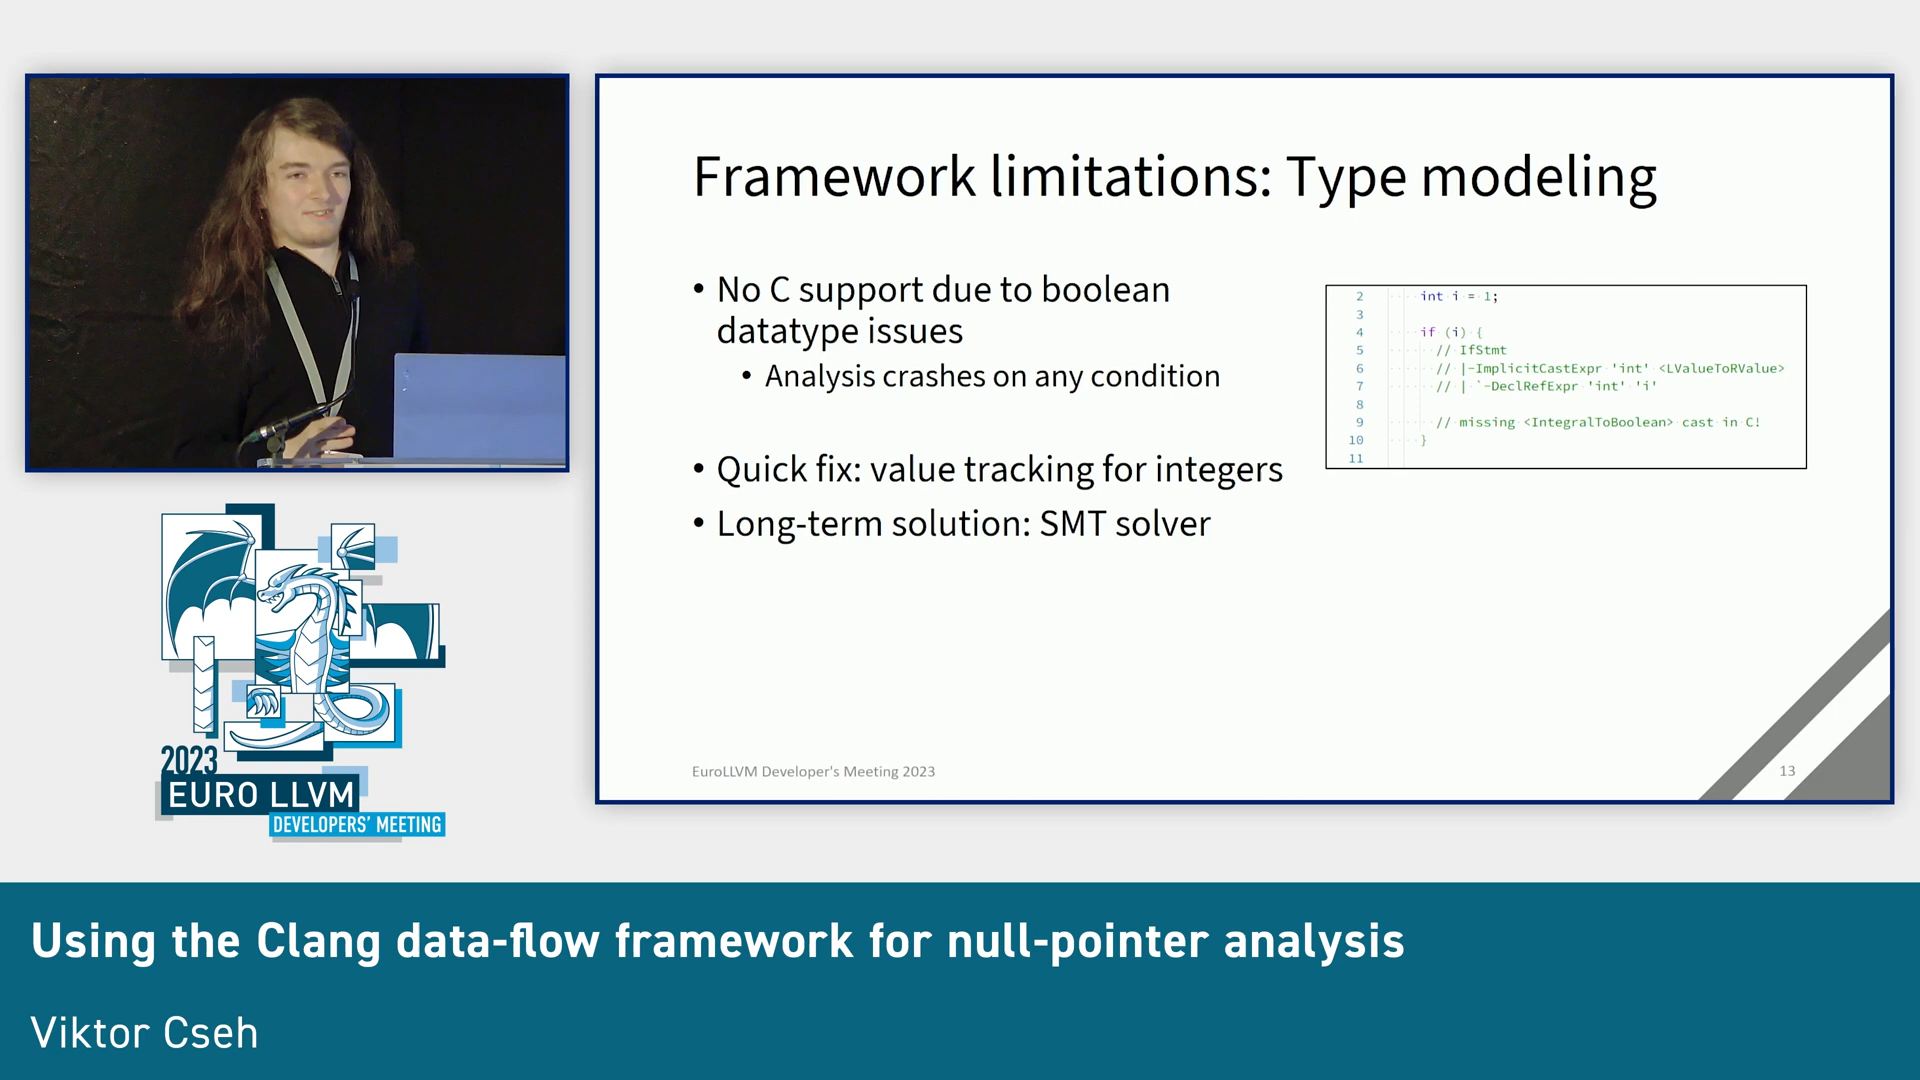 Framework limitations: Type modeling
• No C support due to boolean
datatype issues
• Analysis crashes on any condition
• Quick fix: value tracking for integers
• Long-term solution: SMT solver
2 int i = 1;
3
4 if (i) {
5 // IfStmt
6 // |-ImplicitCastExpr 'int' <LValueToRValue>
7 // | `-DeclRefExpr 'int' 'i'
8
9 // missing <IntegralToBoolean> cast in C!
10 }
11
EuroLLVM Developer's Meeting 2023
13
2023
EURO LLVM
DEVELOPERS' MEETING
Using the Clang data-flow framework for null-pointer analysis
Viktor Cseh